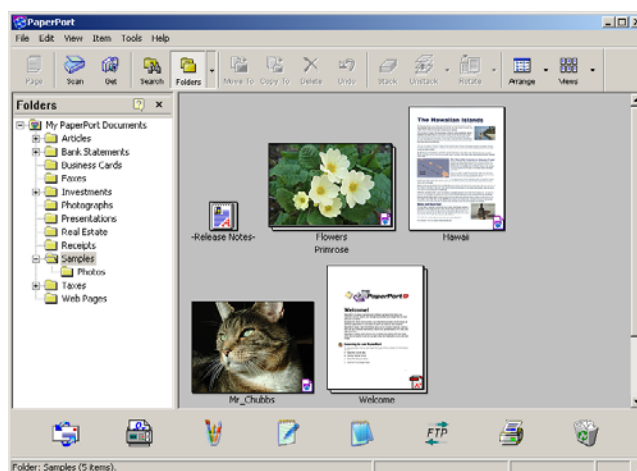 PaperPort
File Edit View Item Tools Help
Page Scan Get Search Folders Move To Copy To Delete Undo Stack Unstack Rotate Arrange Views
Folders
My PaperPort Documents
Articles
Bank Statements
Business Cards
Faxes
Investments
Photographs
Presentations
Real Estate
Receipts
Samples
Photos
Taxes
Web Pages
The Hawaiian Islands
-Release Notes-
Flowers
Primrose
Hawaii
PaperPort
Welcome!
Mr_Chubbs
Welcome
FTP
Folder: Samples (5 items).